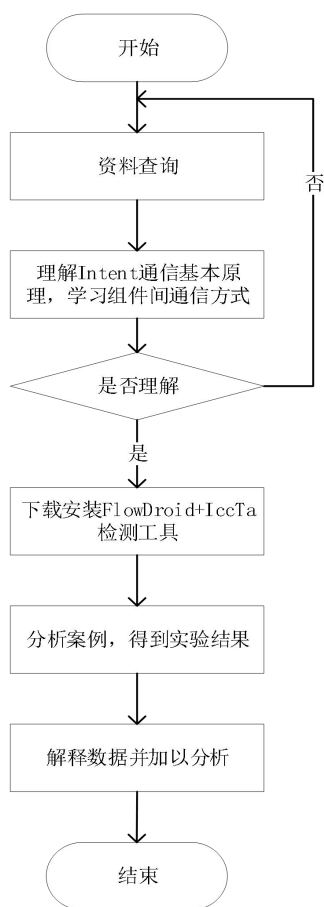 开始
资料查询
否
理解Intent通信基本原
理，学习组件间通信方式
是否理解
是
下载安装FlowDroid+IccTa
检测工具
分析案例，得到实验结果
解释数据并加以分析
结束